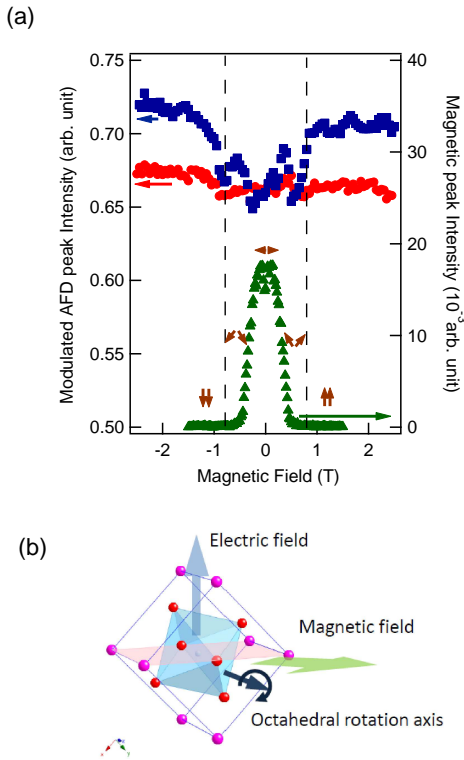 (a)
Modulated AFD peak Intensity (arb. unit)
0.75
0.70
0.65
0.60
0.55
0.50
40
30
20
10
0
Magnetic peak Intensity (10⁻³ arb. unit)
-2
-1
0
1
2
Magnetic Field (T)
(b)
Electric field
Magnetic field
Octahedral rotation axis